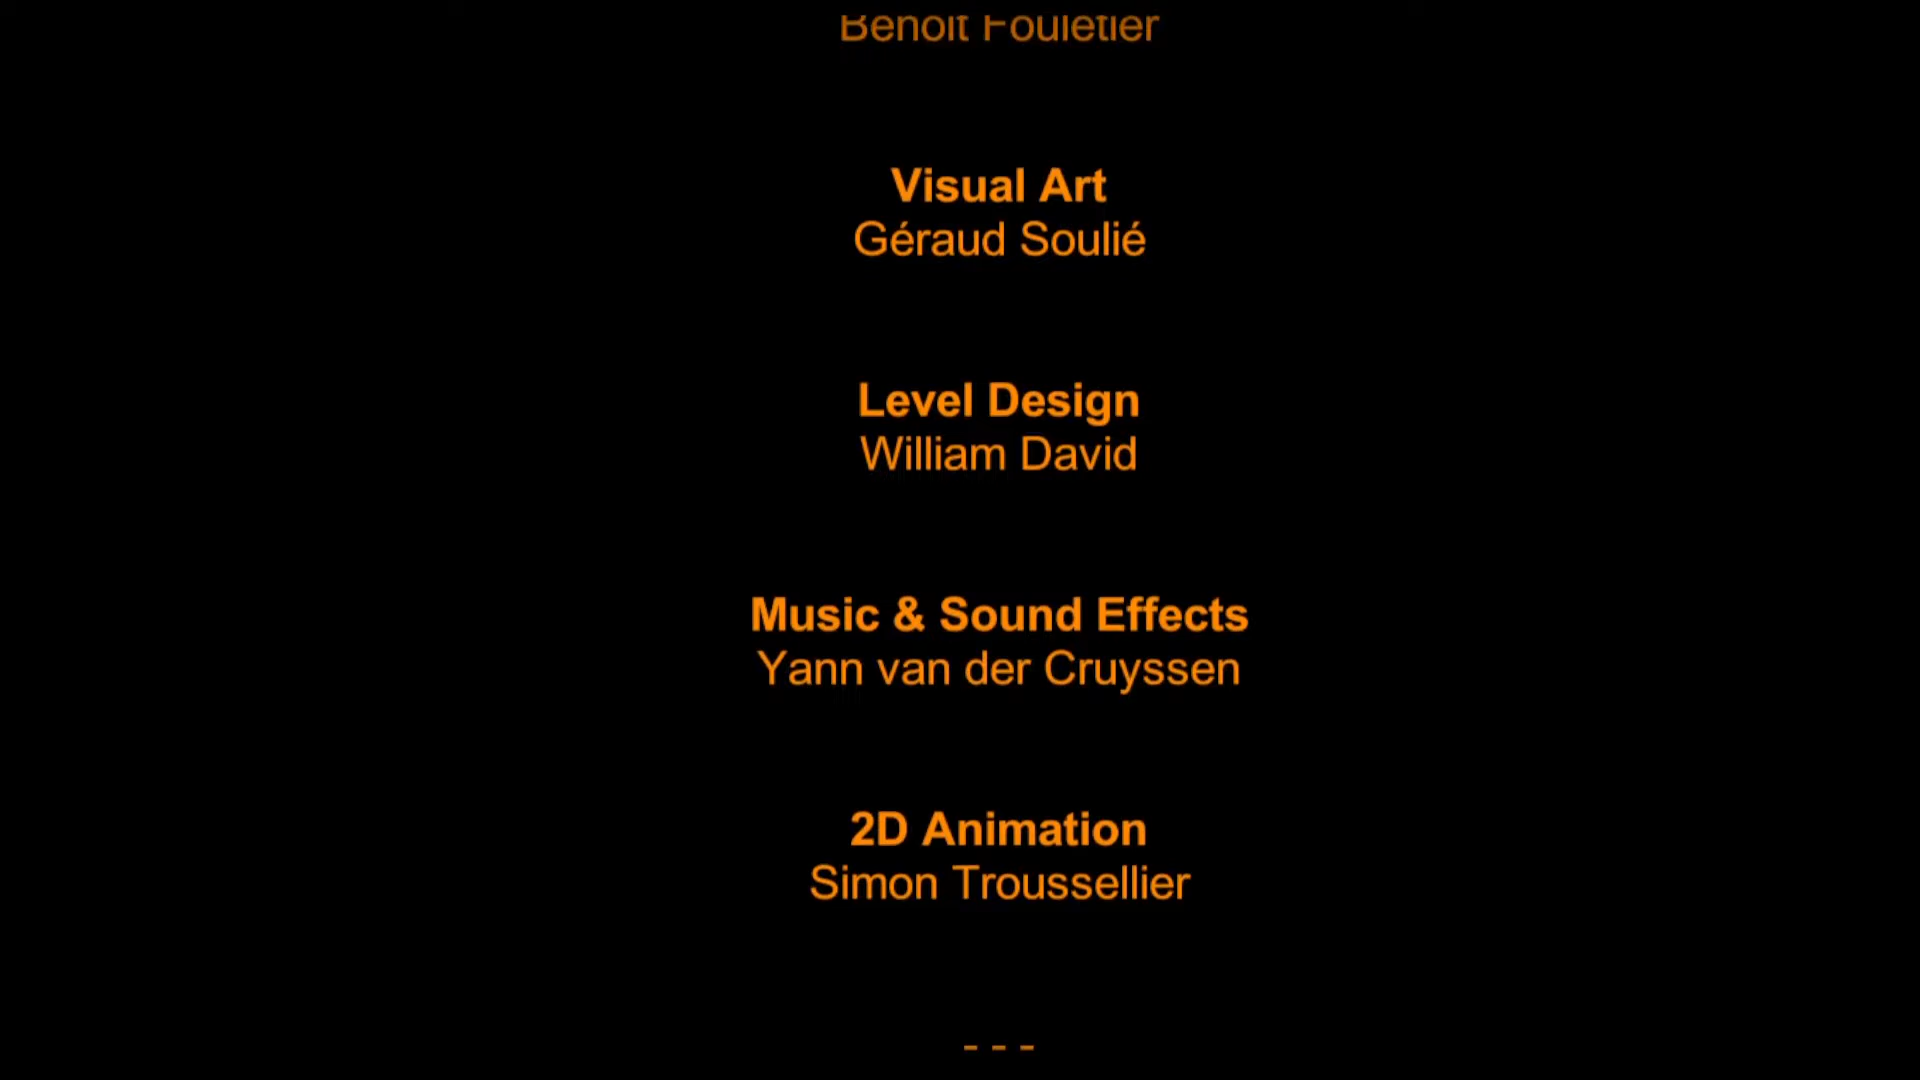 Benoît Fouletier
Visual Art
Géraud Soulié
Level Design
William David
Music & Sound Effects
Yann van der Cruyssen
2D Animation
Simon Troussellier
- - -